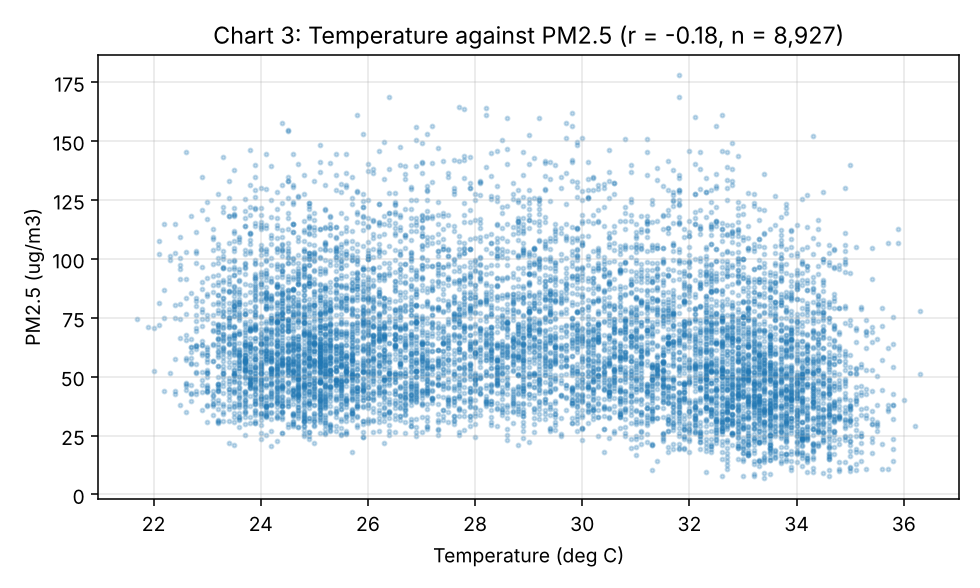 Chart 3: Temperature against PM2.5 (r = -0.18, n = 8,927)
PM2.5 (ug/m3)
175
150
125
100
75
50
25
0
22 24 26 28 30 32 34 36
Temperature (deg C)